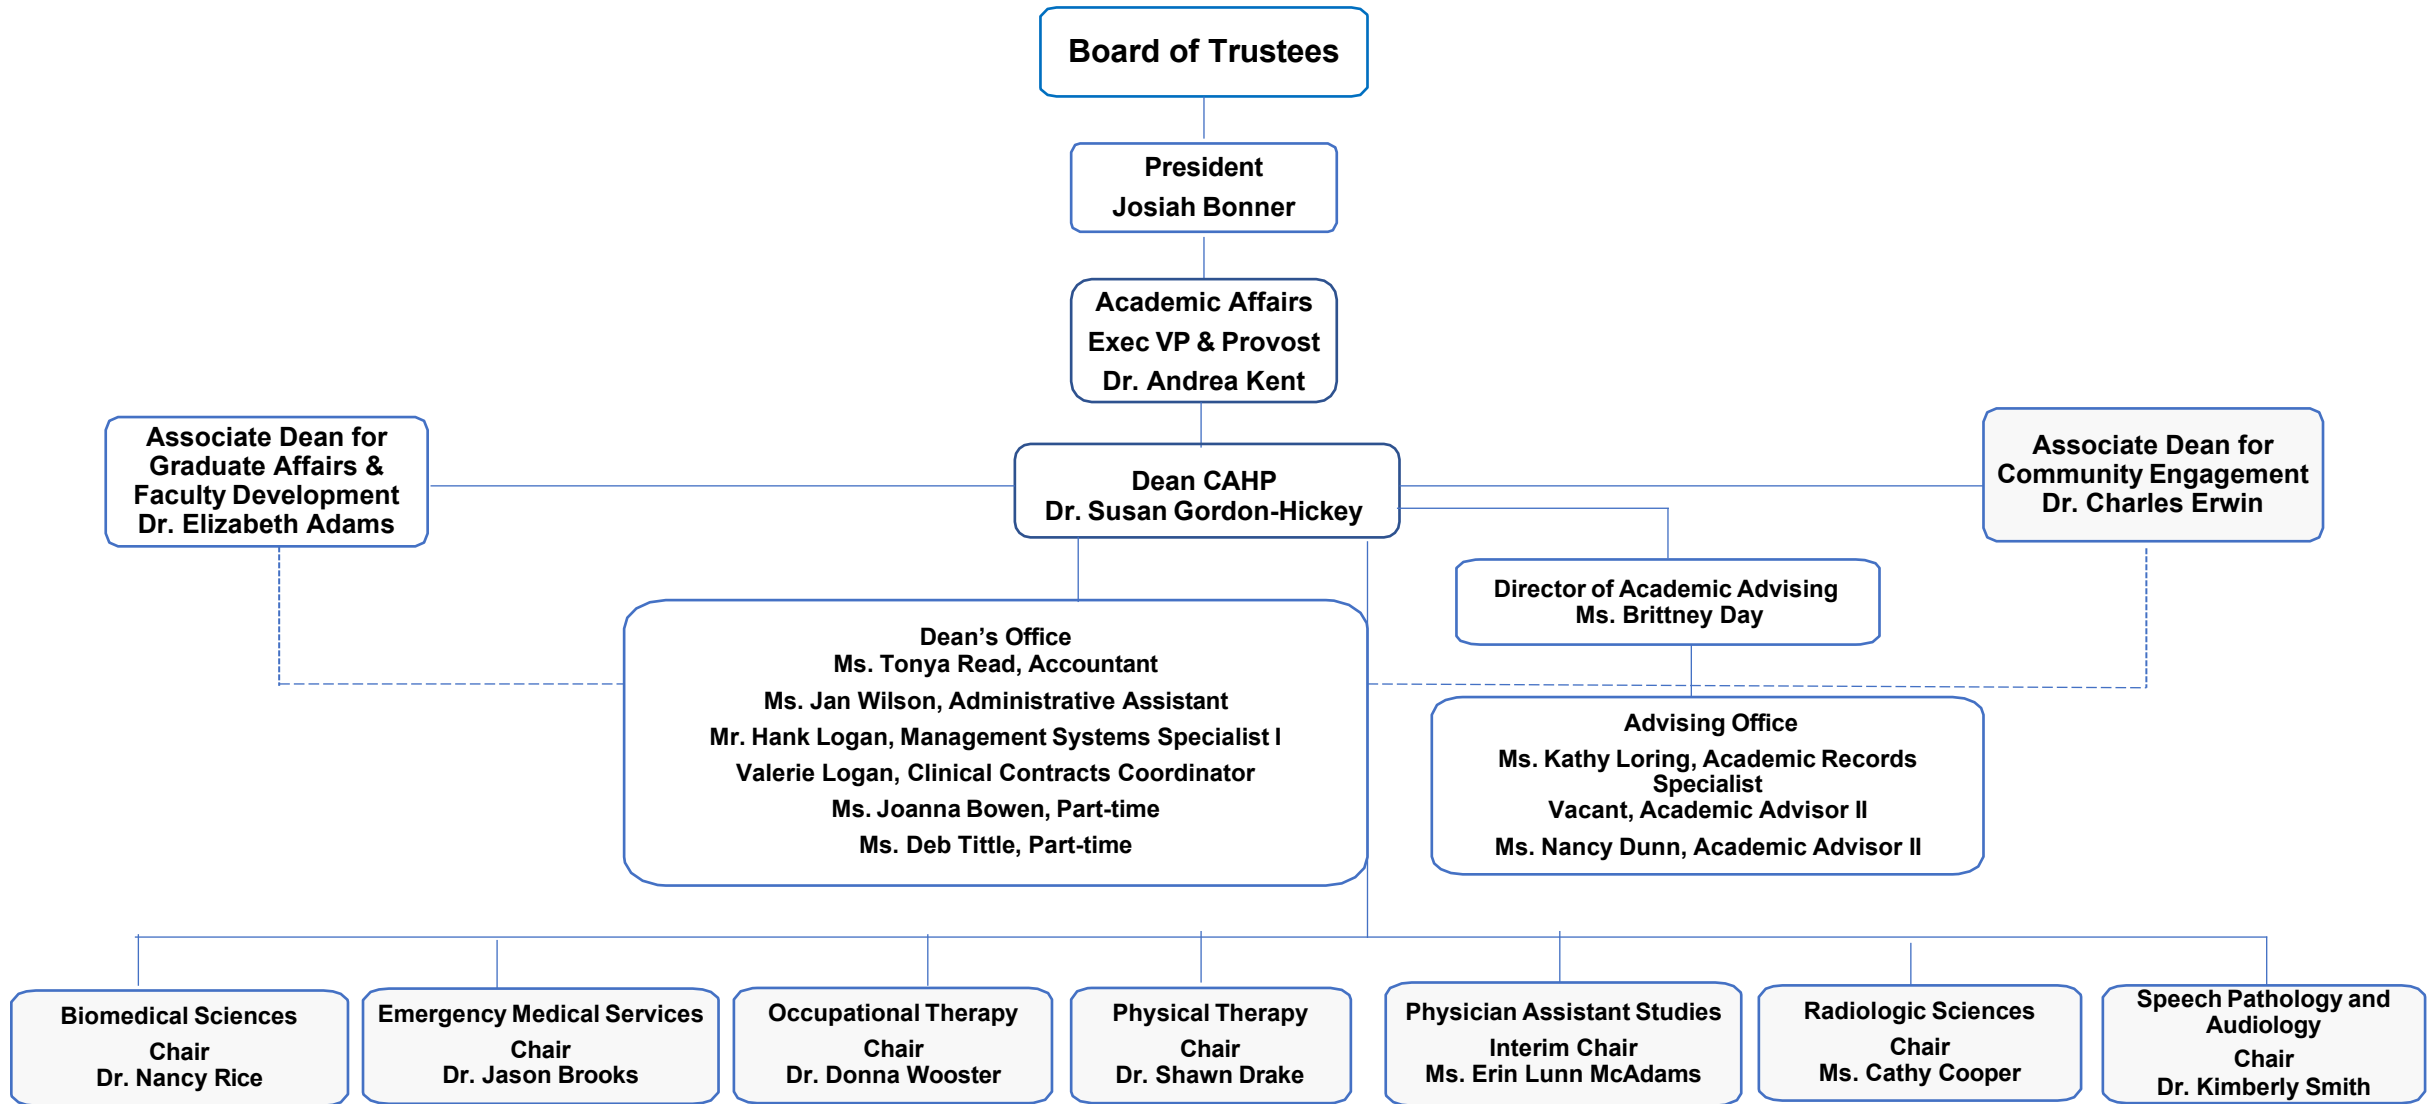 Board of Trustees
President
Josiah Bonner
Academic Affairs
Exec VP & Provost
Dr. Andrea Kent
Associate Dean for
Graduate Affairs &
Faculty Development
Dr. Elizabeth Adams
Dean CAHP
Dr. Susan Gordon-Hickey
Associate Dean for
Community Engagement
Dr. Charles Erwin
Director of Academic Advising
Ms. Brittney Day
Dean’s Office
Ms. Tonya Read, Accountant
Ms. Jan Wilson, Administrative Assistant
Mr. Hank Logan, Management Systems Specialist I
Valerie Logan, Clinical Contracts Coordinator
Ms. Joanna Bowen, Part-time
Ms. Deb Tittle, Part-time
Advising Office
Ms. Kathy Loring, Academic Records
Specialist
Vacant, Academic Advisor II
Ms. Nancy Dunn, Academic Advisor II
Biomedical Sciences
Chair
Dr. Nancy Rice
Emergency Medical Services
Chair
Dr. Jason Brooks
Occupational Therapy
Chair
Dr. Donna Wooster
Physical Therapy
Chair
Dr. Shawn Drake
Physician Assistant Studies
Interim Chair
Ms. Erin Lunn McAdams
Radiologic Sciences
Chair
Ms. Cathy Cooper
Speech Pathology and
Audiology
Chair
Dr. Kimberly Smith